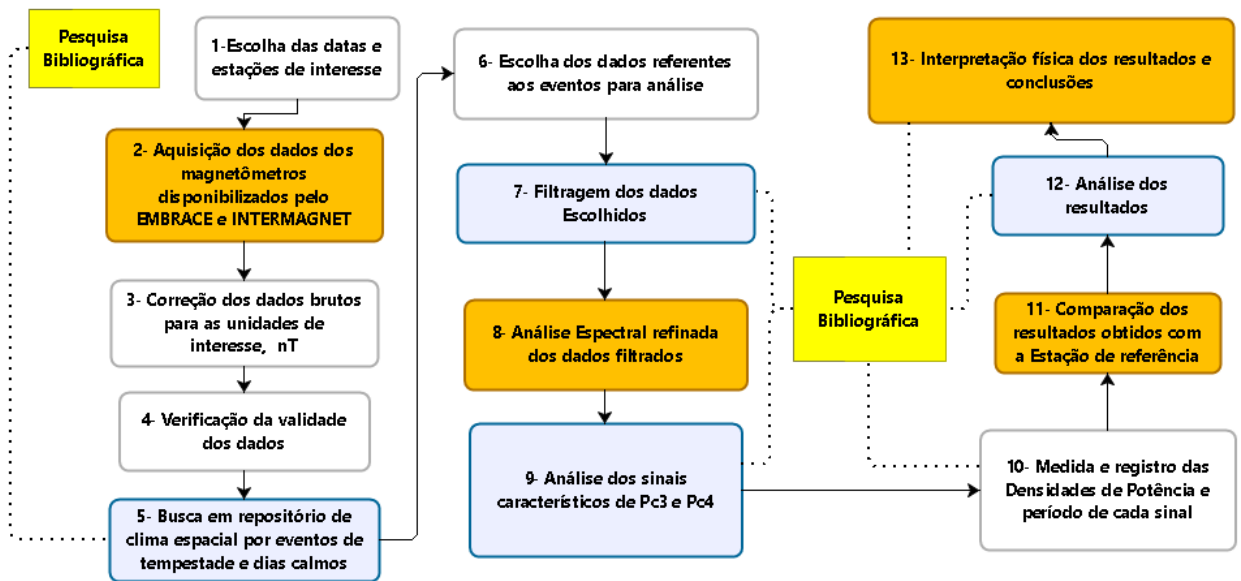 Pesquisa
Bibliográfica
1-Escolha das datas e
estações de interesse
2- Aquisição dos dados dos
magnetômetros
disponibilizados pelo
EMBRACE e INTERMAGNET
3- Correção dos dados brutos
para as unidades de
interesse, nT
4- Verificação da validade
dos dados
5- Busca em repositório de
clima espacial por eventos de
tempestade e dias calmos
6- Escolha dos dados referentes
aos eventos para análise
7- Filtragem dos dados
Escolhidos
8- Análise Espectral refinada
dos dados filtrados
9- Análise dos sinais
característicos de Pc3 e Pc4
Pesquisa
Bibliográfica
10- Medida e registro das
Densidades de Potência e
período de cada sinal
11- Comparação dos
resultados obtidos com
a Estação de referência
12- Análise dos
resultados
13- Interpretação física dos resultados e
conclusões